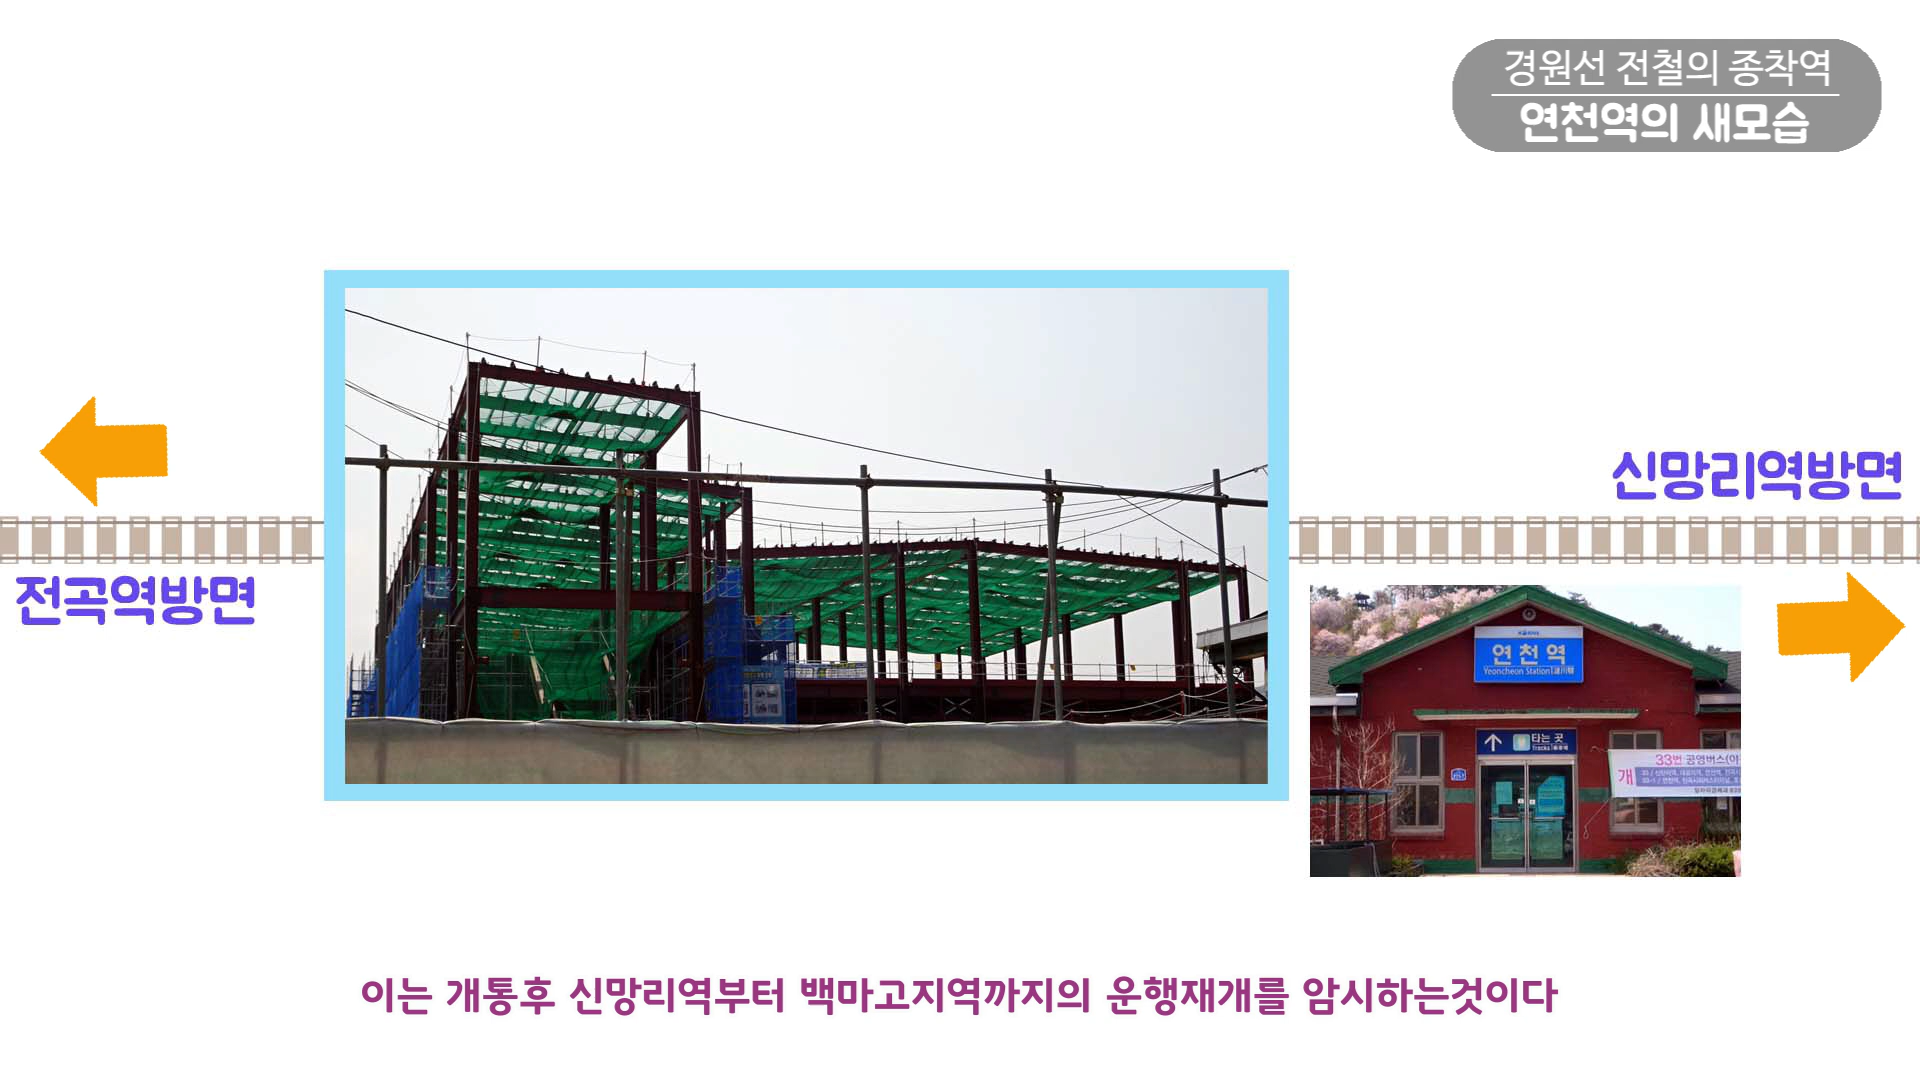 경원선 전철의 종착역
연천역의 새모습
신망리역방면
전곡역방면
연천역
Yeoncheon Station
타는 곳
Tracks
33번 공영버스
개
이는 개통후 신망리역부터 백마고지역까지의 운행재개를 암시하는것이다